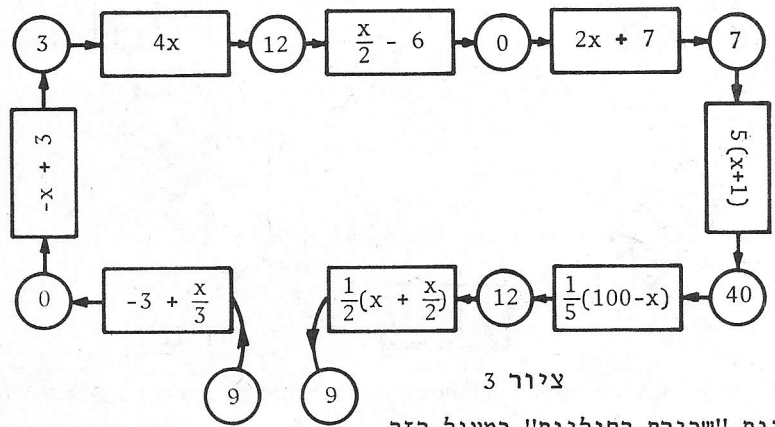 3
4x
12
x/2 - 6
0
2x + 7
7
-x + 3
5(x+1)
0
-3 + x/3
1/2(x + x/2)
12
1/5(100-x)
40
9
9
ציור 3